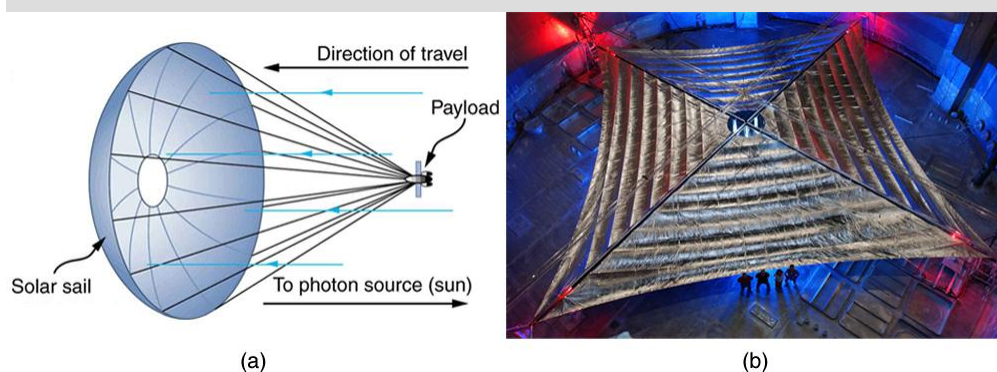 Direction of travel
Payload
Solar sail
To photon source (sun)
(a)
(b)